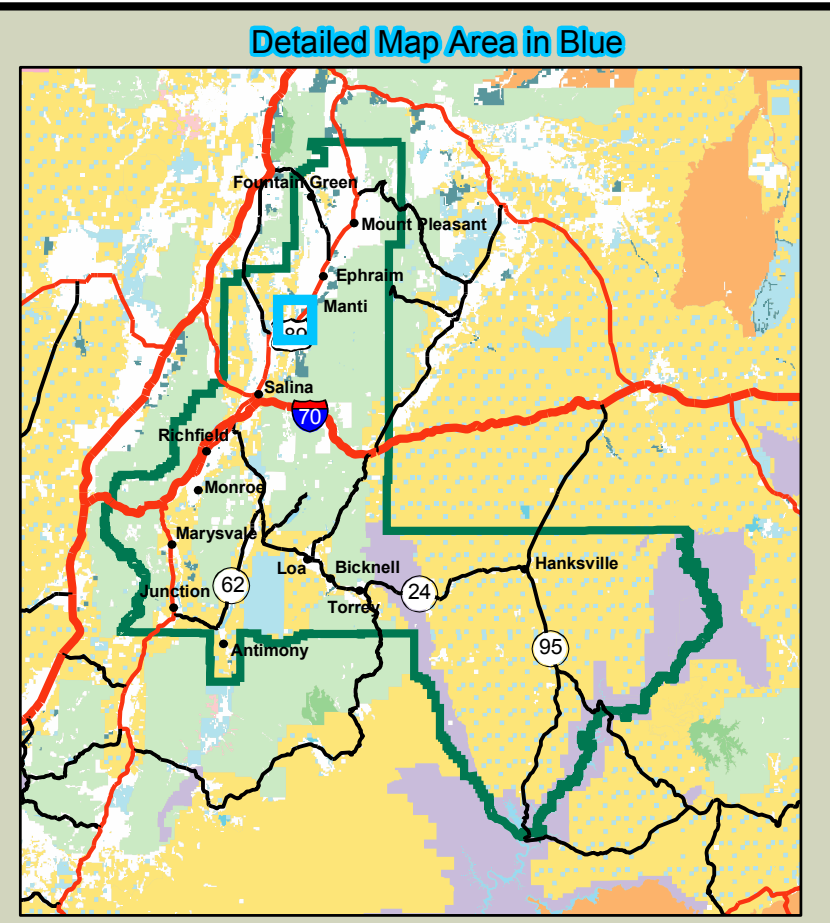 Detailed Map Area in Blue
Fountain Green
Mount Pleasant
Ephraim
Manti
89
Salina
70
Richfield
Monroe
Marysvale
Loa
Bicknell
Hanksville
Junction
62
24
Torrey
95
Antimony